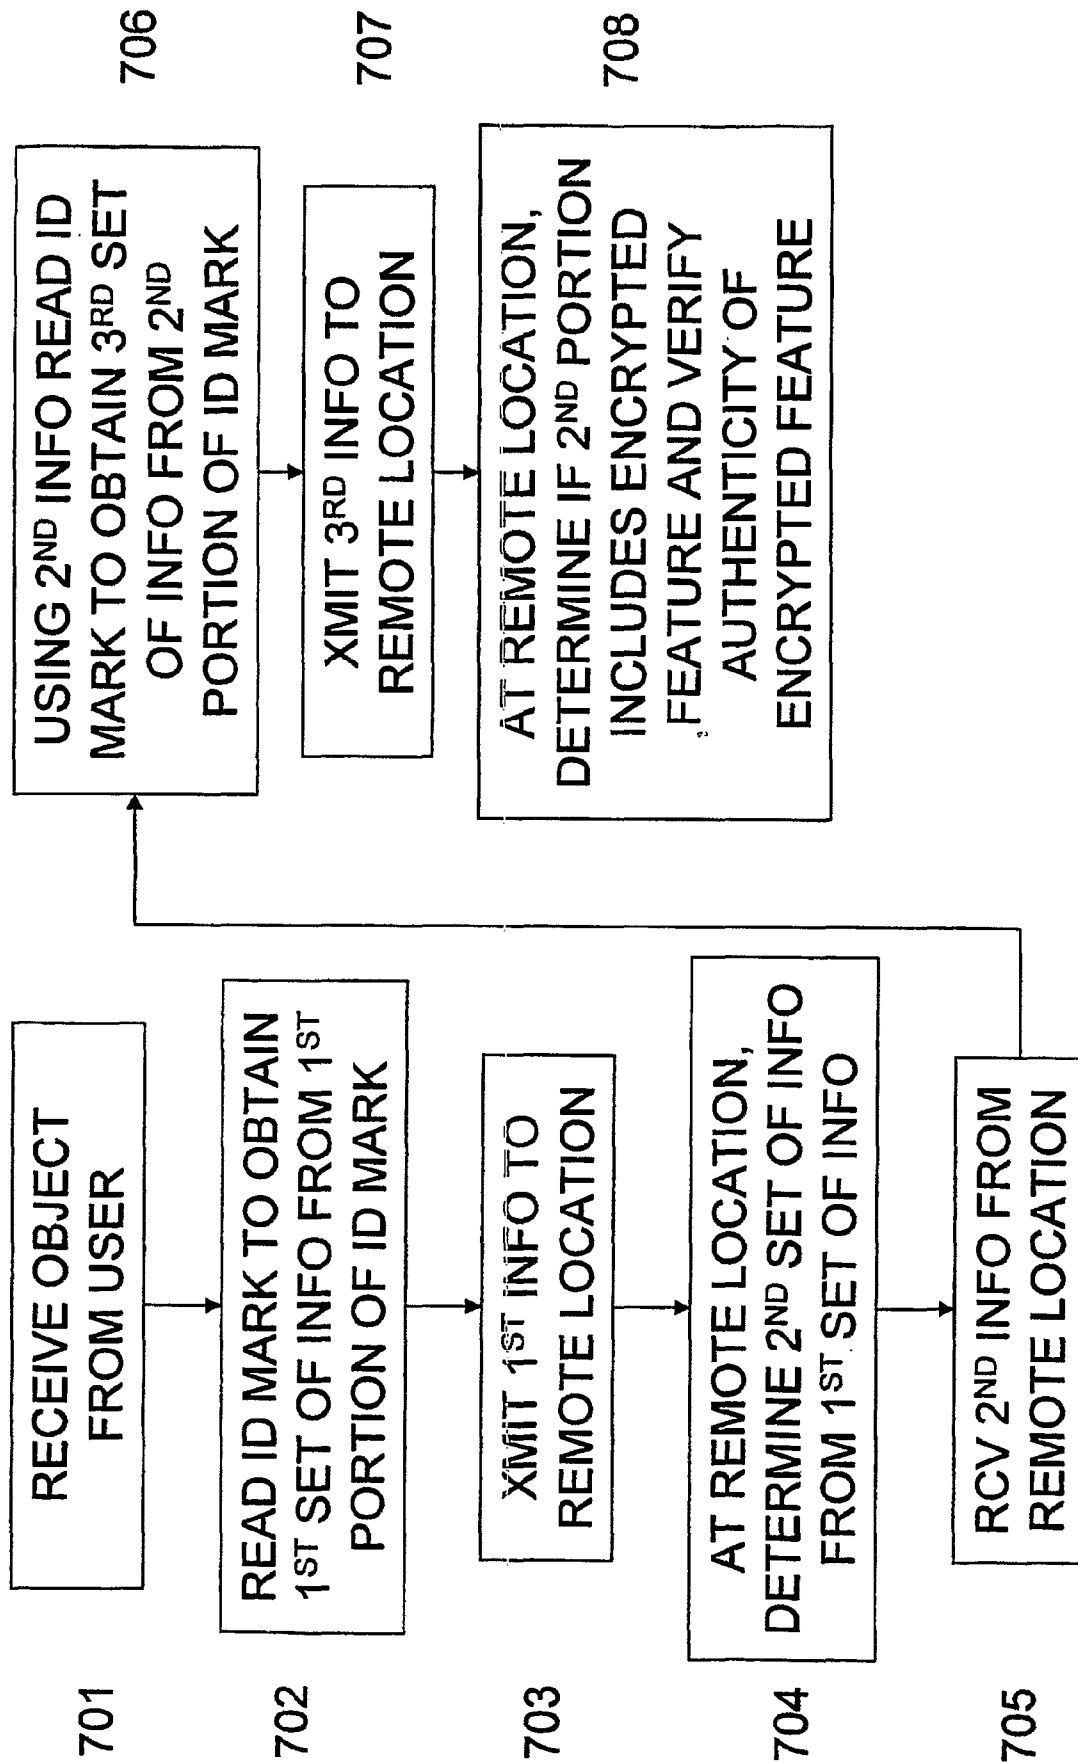 701
RECEIVE OBJECT
FROM USER
702
READ ID MARK TO OBTAIN
1ST SET OF INFO FROM 1ST
PORTION OF ID MARK
703
XMIT 1ST INFO TO
REMOTE LOCATION
704
AT REMOTE LOCATION,
DETERMINE 2ND SET OF INFO
FROM 1ST SET OF INFO
705
RCV 2ND INFO FROM
REMOTE LOCATION
706
USING 2ND INFO READ ID
MARK TO OBTAIN 3RD SET
OF INFO FROM 2ND
PORTION OF ID MARK
707
XMIT 3RD INFO TO
REMOTE LOCATION
708
AT REMOTE LOCATION,
DETERMINE IF 2ND PORTION
INCLUDES ENCRYPTED
FEATURE AND VERIFY
AUTHENTICITY OF
ENCRYPTED FEATURE